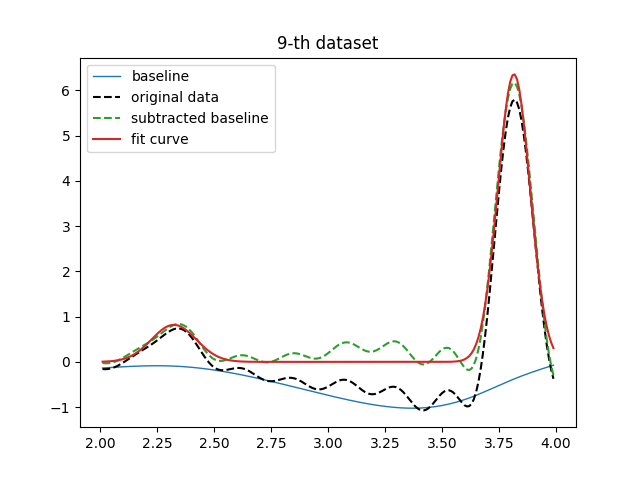 9-th dataset
baseline
original data
subtracted baseline
fit curve
6
5
4
3
2
1
0
−1
2.00 2.25 2.50 2.75 3.00 3.25 3.50 3.75 4.00